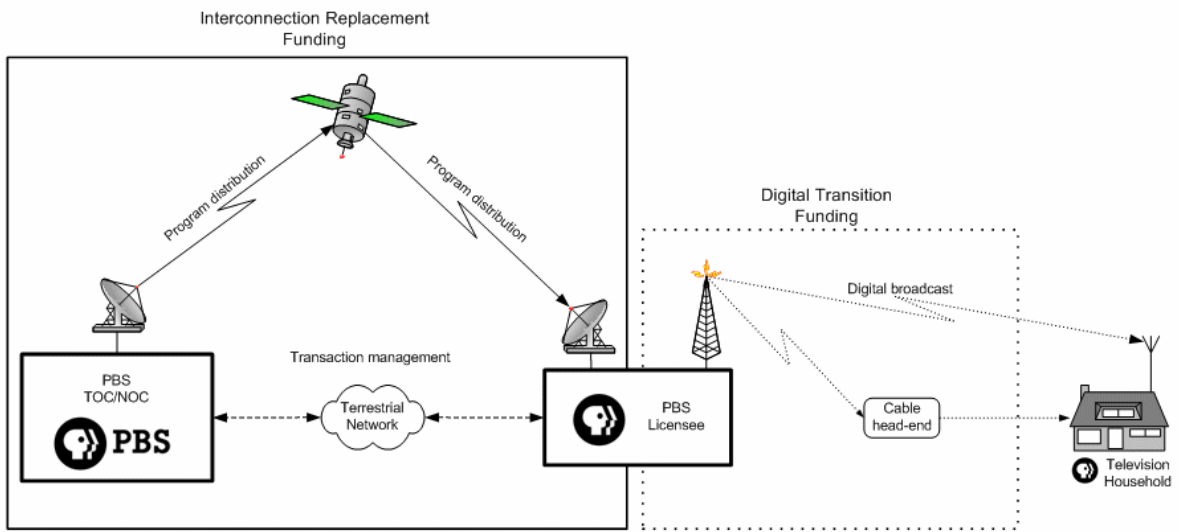 Interconnection Replacement
Funding
Program distribution
Program distribution
Digital Transition
Funding
Digital broadcast
Transaction management
PBS
TOC/NOC
PBS
Terrestrial
Network
PBS
Licensee
Cable
head-end
Television
Household